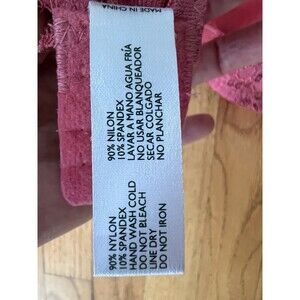 MADE IN CHINA
90% NILON
10% SPANDEX
LAVAR A MANO AGUA FRÍA
NO USAR BLANQUEADOR
SECAR COLGADO
NO PLANCHAR
90% NYLON
10% SPANDEX
HAND WASH COLD
DO NOT BLEACH
LINE DRY
DO NOT IRON